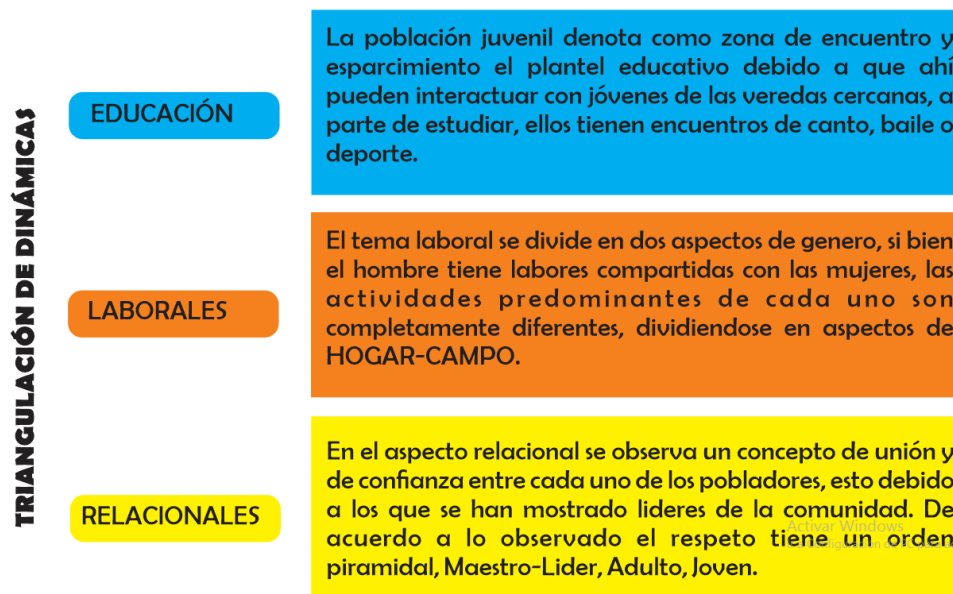 TRIANGULACIÓN DE DINÁMICAS
EDUCACIÓN
La población juvenil denota como zona de encuentro y
esparcimiento el plantel educativo debido a que ahí
pueden interactuar con jóvenes de las veredas cercanas, a
parte de estudiar, ellos tienen encuentros de canto, baile o
deporte.
LABORALES
El tema laboral se divide en dos aspectos de genero, si bien
el hombre tiene labores compartidas con las mujeres, las
actividades predominantes de cada uno son
completamente diferentes, dividiendose en aspectos de
HOGAR-CAMPO.
RELACIONALES
En el aspecto relacional se observa un concepto de unión y
de confianza entre cada uno de los pobladores, esto debido
a los que se han mostrado lideres de la comunidad. De
acuerdo a lo observado el respeto tiene un orden
piramidal, Maestro-Lider, Adulto, Joven.
Activar Windows